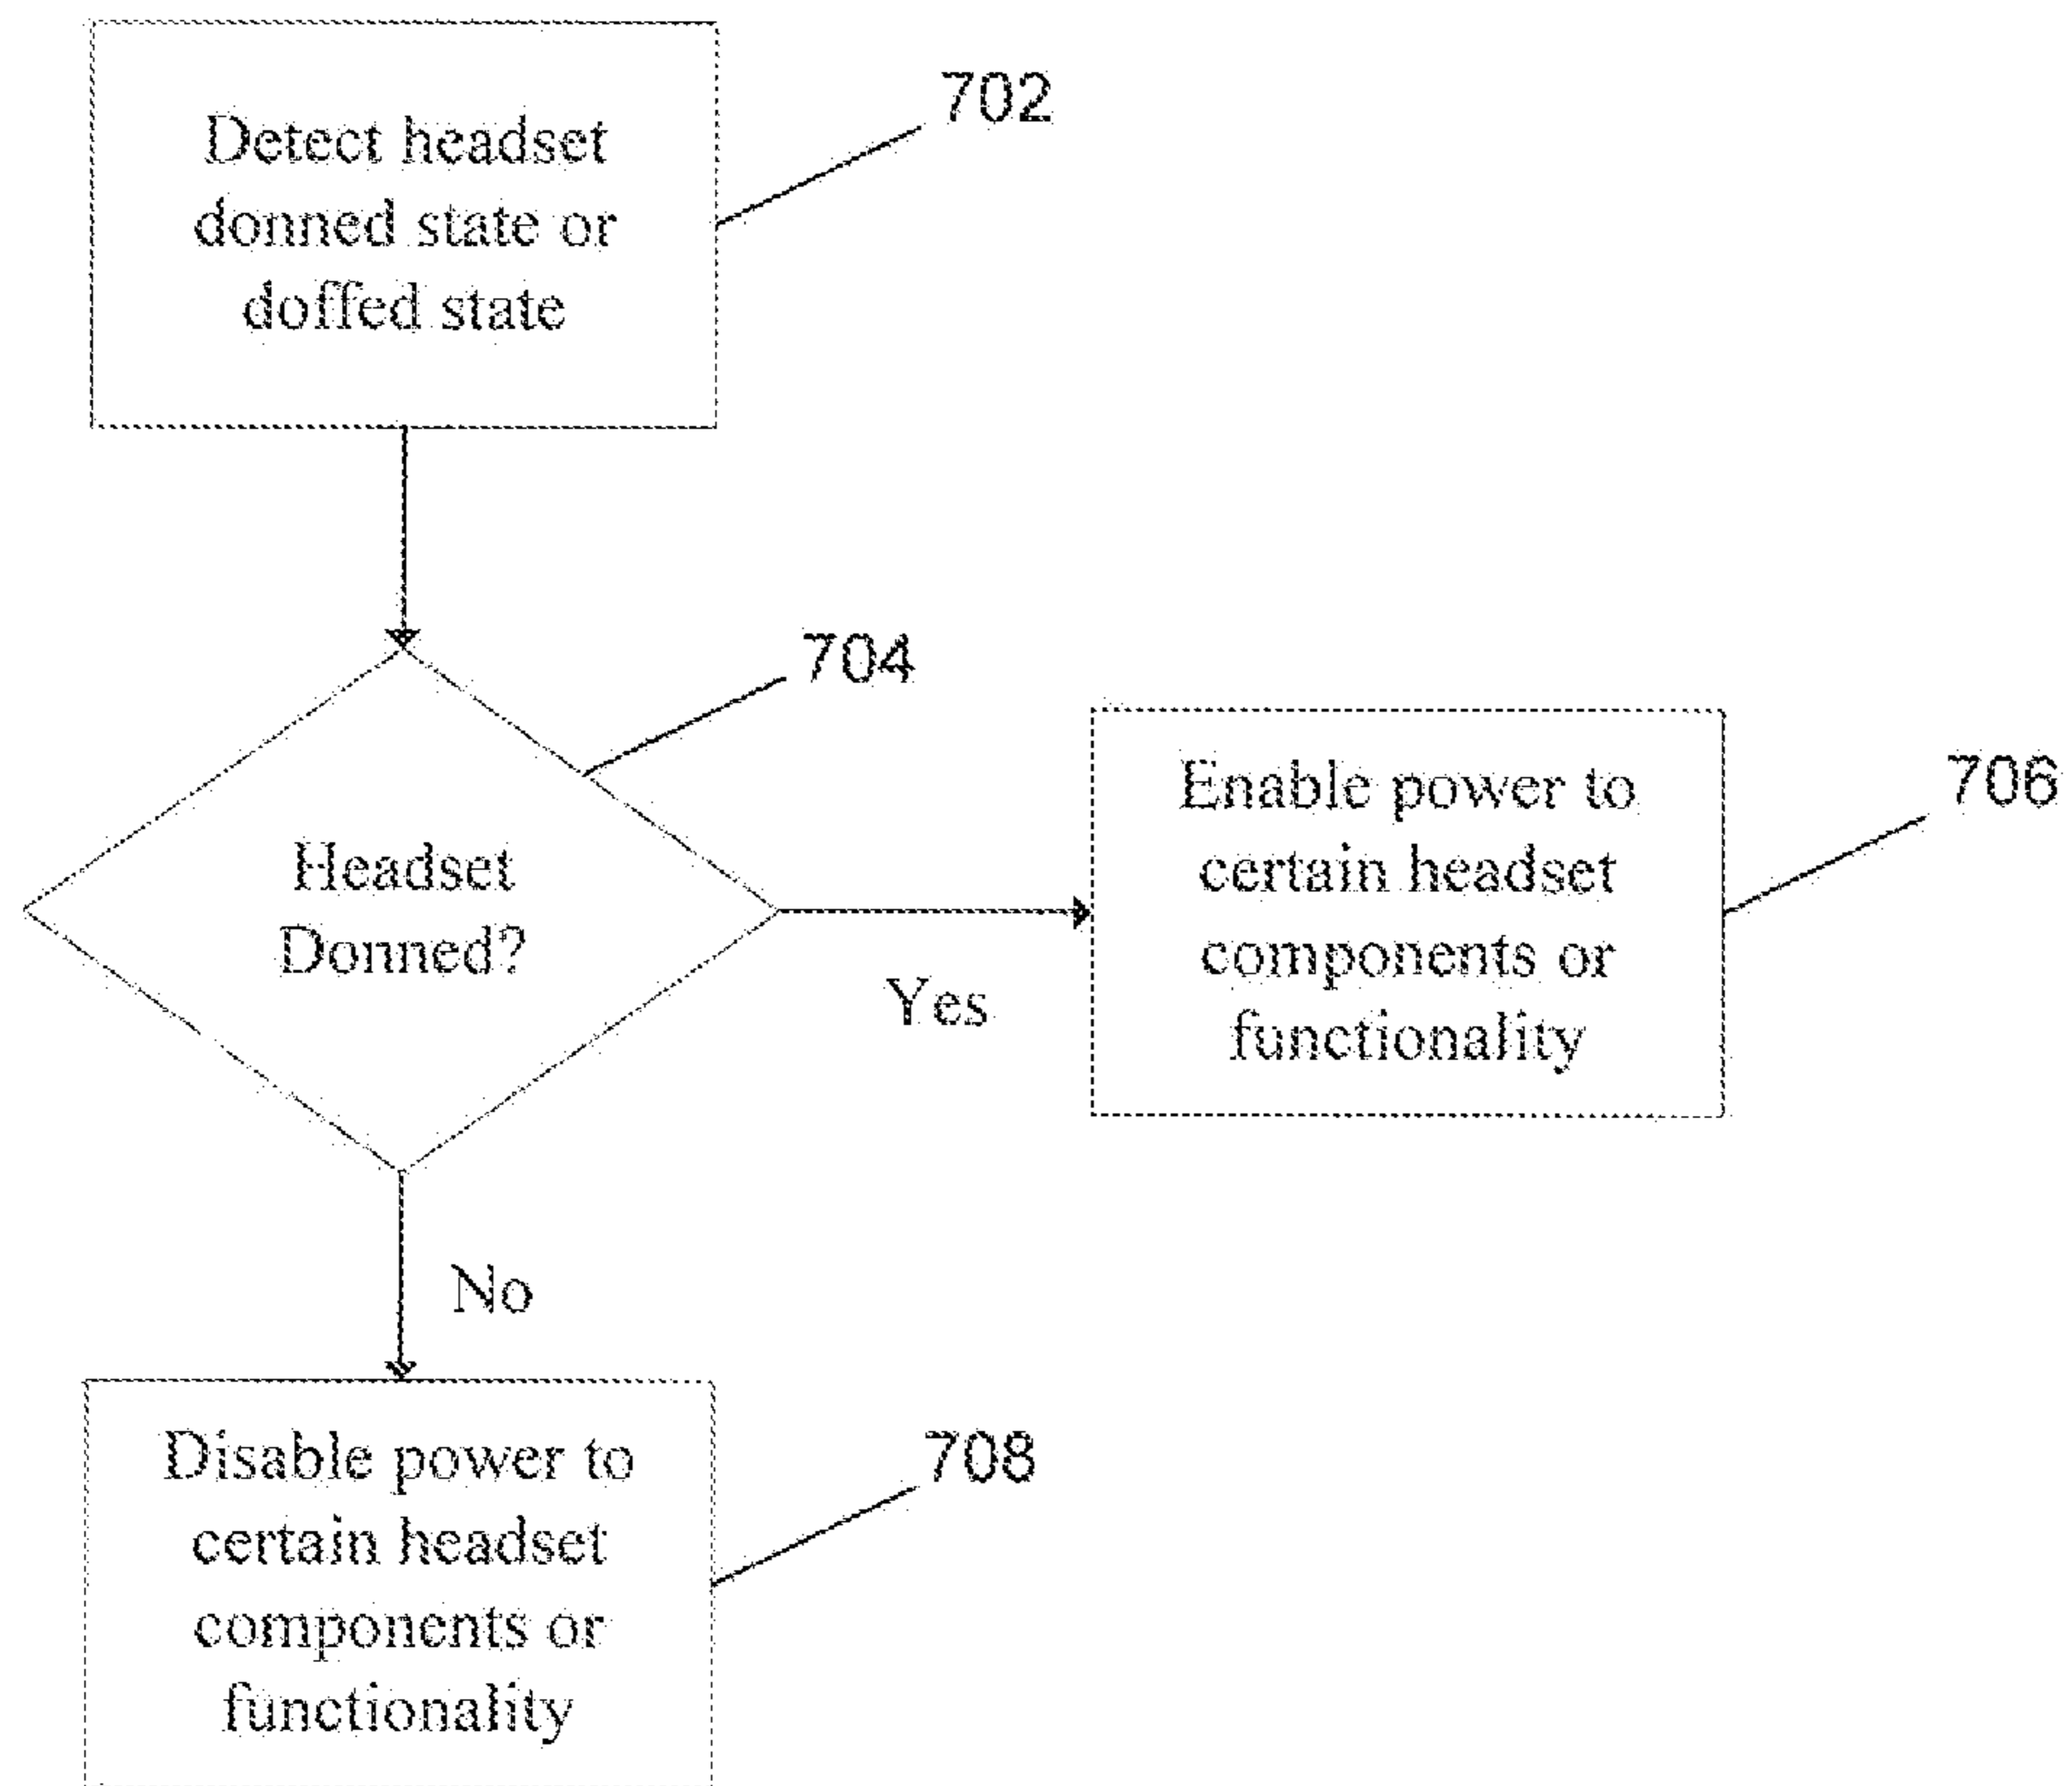 Detect headset
donned state or
doffed state
702
704
Headset
Donned?
Yes
Enable power to
certain headset
components or
functionality
706
No
Disable power to
certain headset
components or
functionality
708